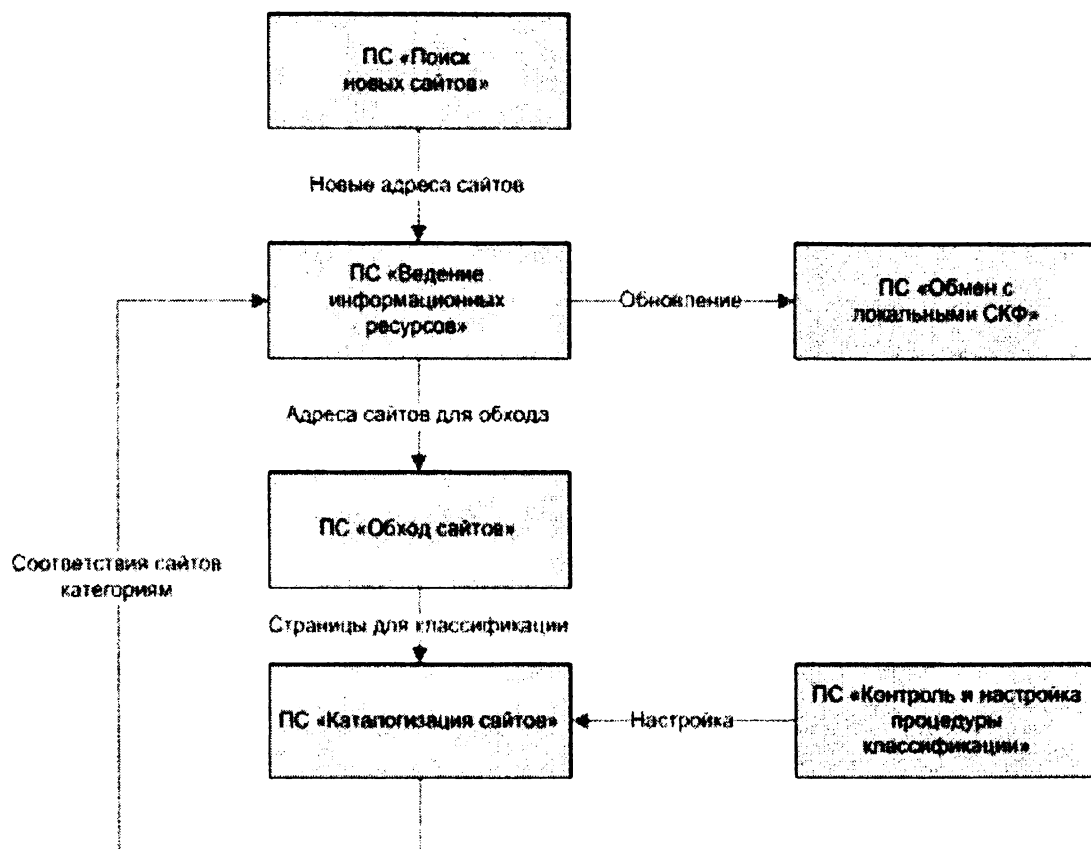 ПС «Поиск
новых сайтов»
Новые адреса сайтов
ПС «Ведение
информационных
ресурсов»
Обновление
ПС «Обмен с
локальными СКФ»
Адреса сайтов для обхода
ПС «Обход сайтов»
Соответствия сайтов
категориям
Страницы для классификации
ПС «Каталогизация сайтов»
Настройка
ПС «Контроль и настройка
процедуры
классификации»